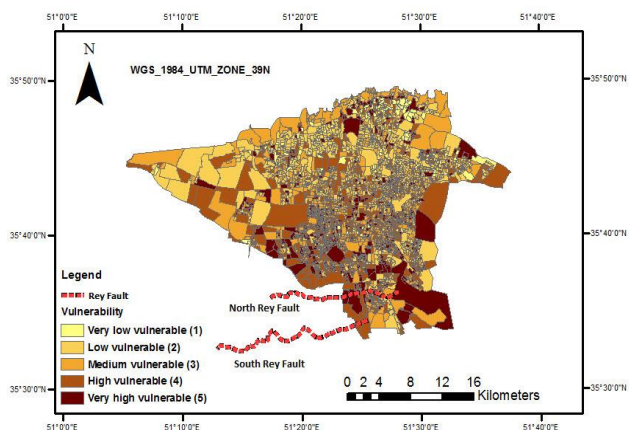 51°0'0"E 51°10'0"E 51°20'0"E 51°30'0"E 51°40'0"E
N
WGS_1984_UTM_ZONE_39N
35°50'0"N 35°50'0"N
35°40'0"N 35°40'0"N
Legend
Rey Fault
North Rey Fault
Vulnerability
Very low vulnerable (1)
Low vulnerable (2)
Medium vulnerable (3)
South Rey Fault
High vulnerable (4)
Very high vulnerable (5)
0 2 4 8 12 16
Kilometers
35°30'0"N 35°30'0"N
51°0'0"E 51°10'0"E 51°20'0"E 51°30'0"E 51°40'0"E